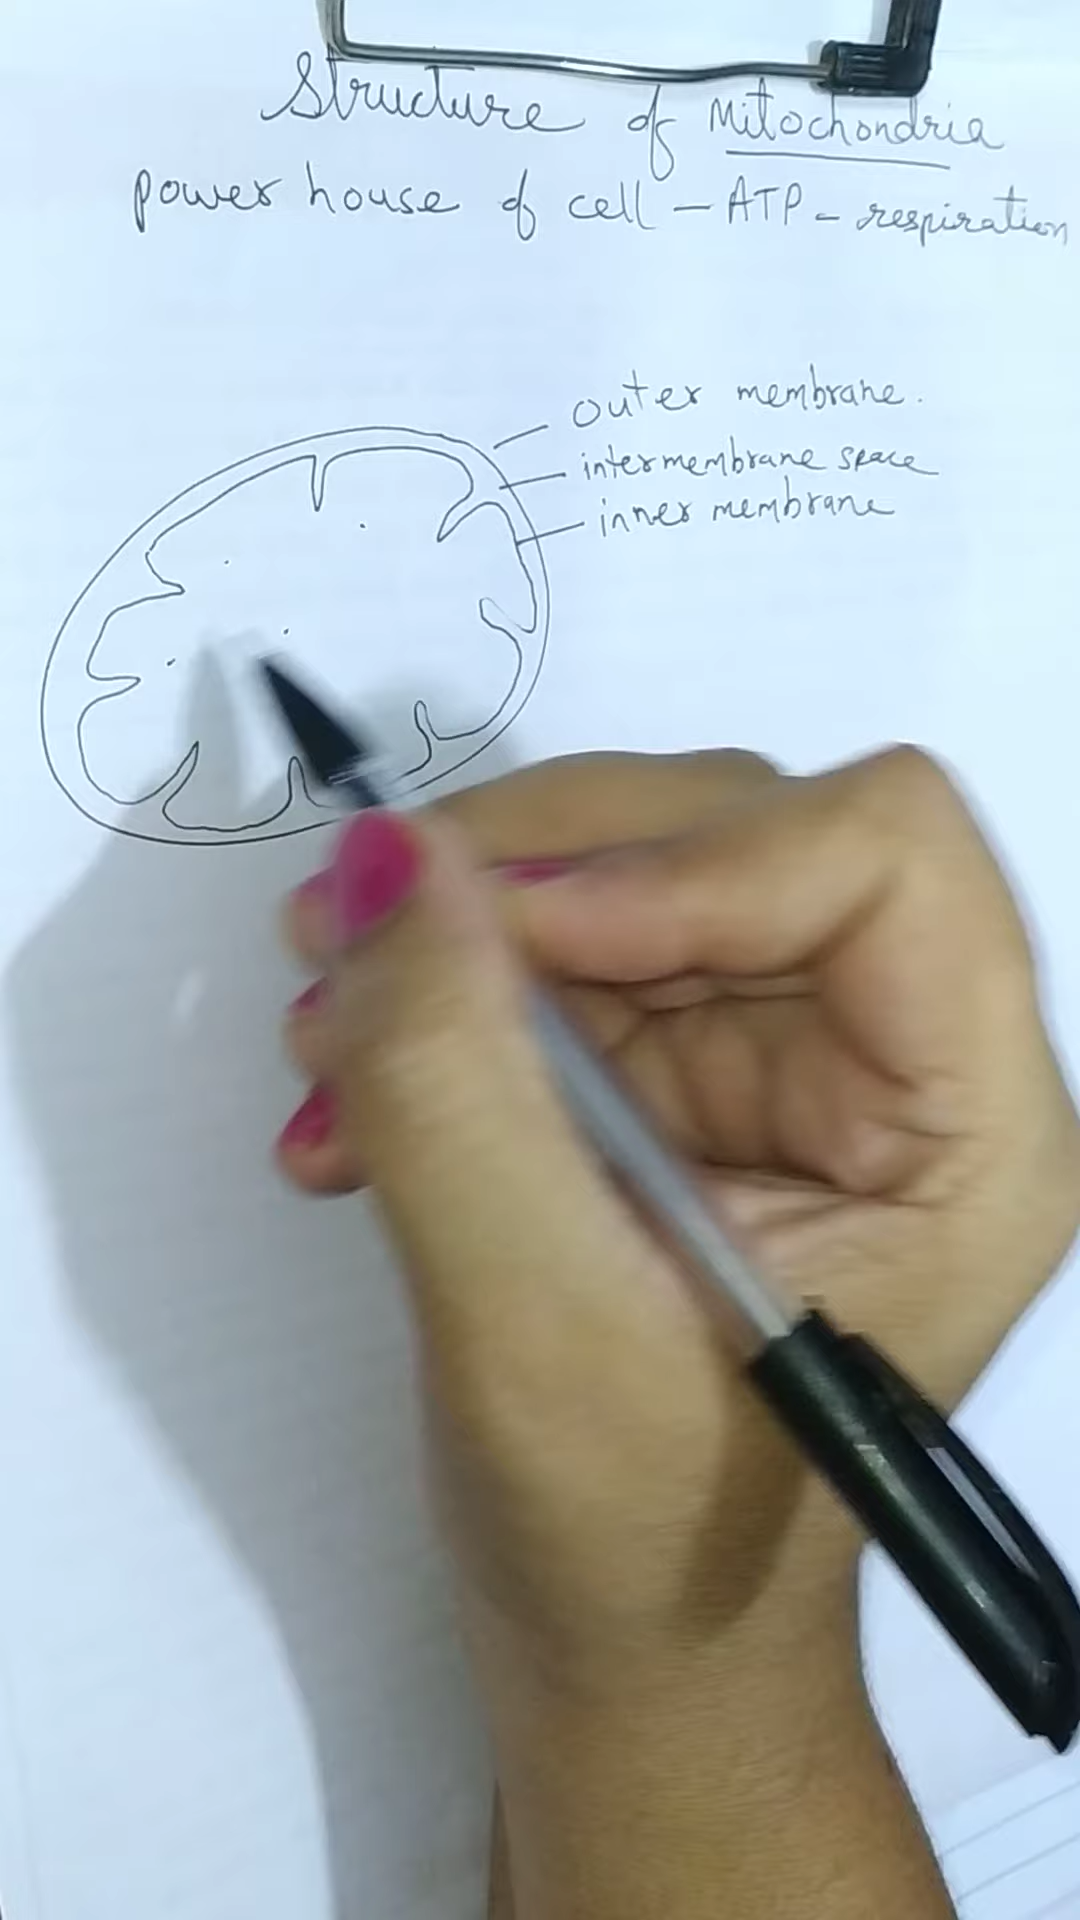 Structure of Mitochondria
power house of cell - ATP - respiration
outer membrane.
intermembrane space
inner membrane